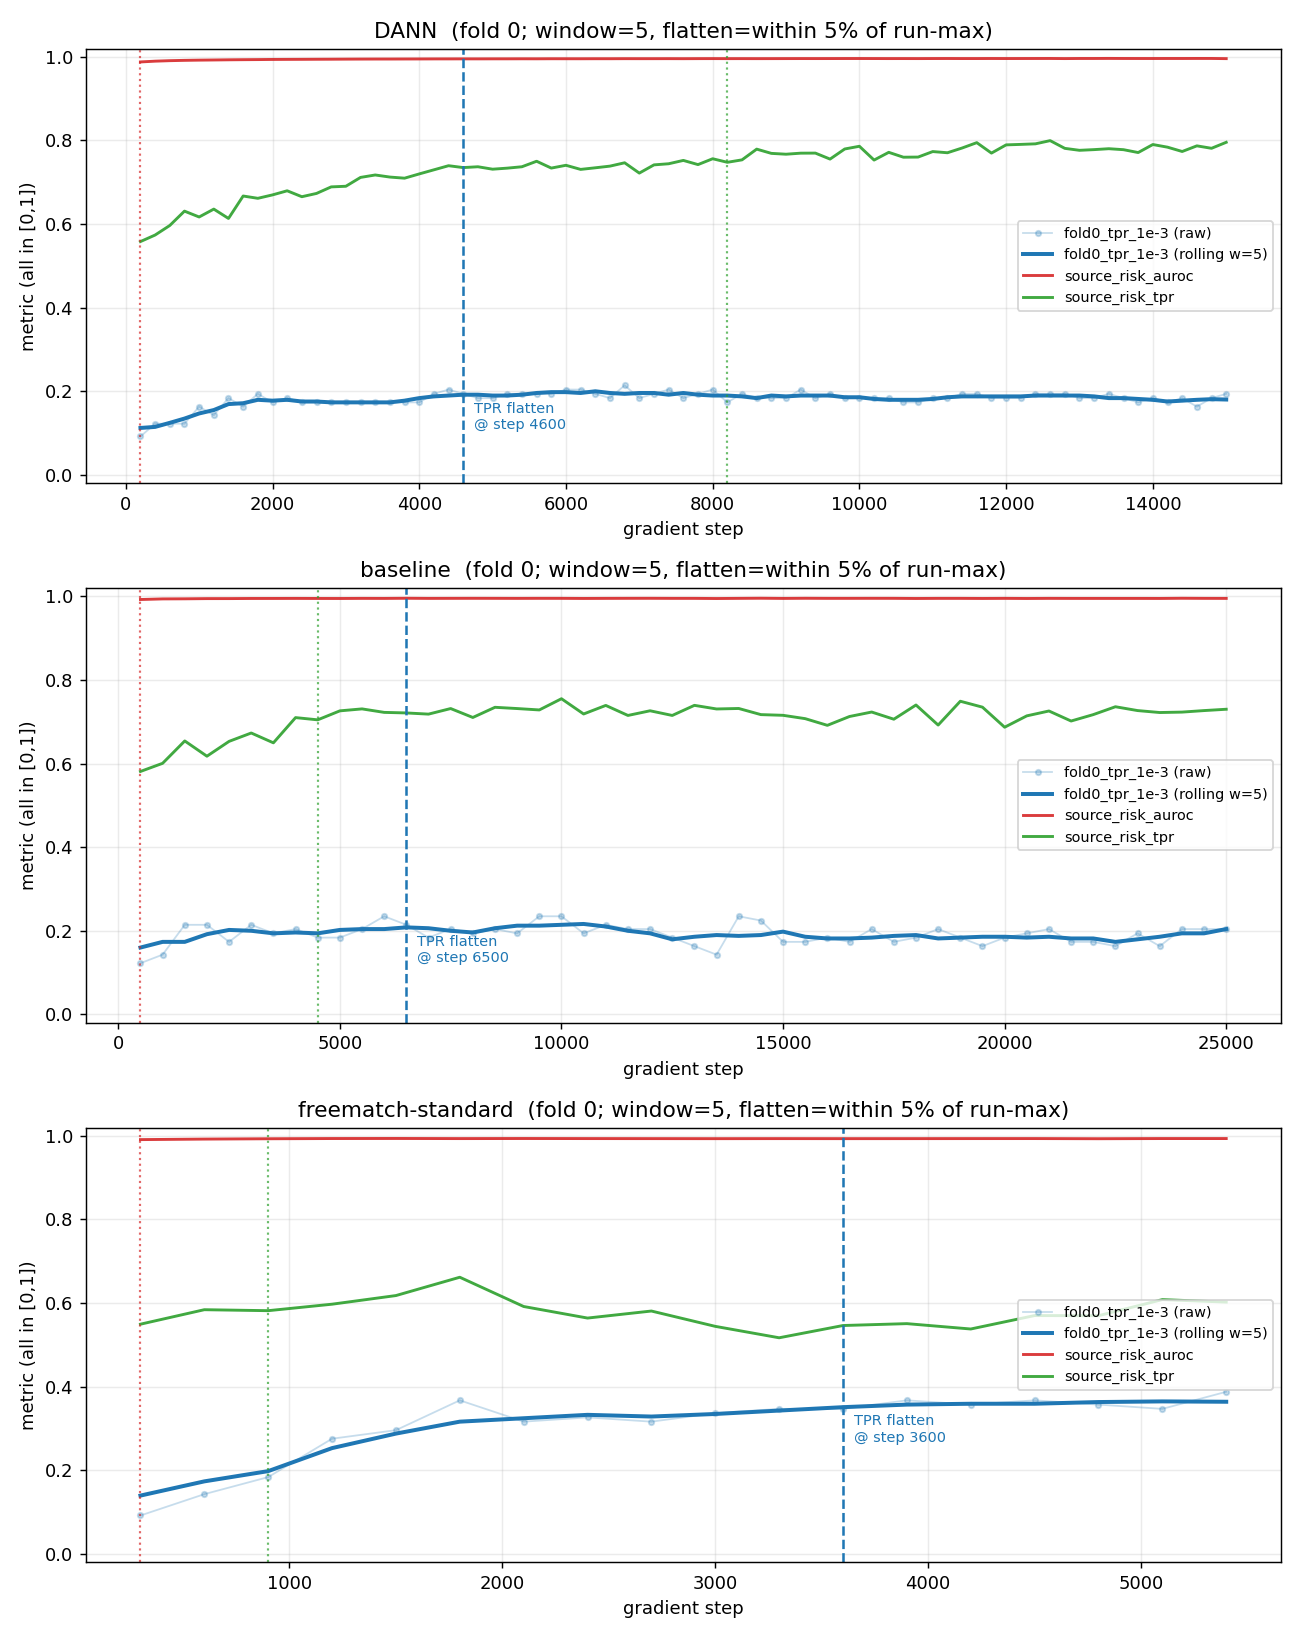 DANN  (fold 0; window=5, flatten=within 5% of run-max)
1.0
0.8
0.6
0.4
0.2
0.0
metric (all in [0,1])
fold0_tpr_1e-3 (raw)
fold0_tpr_1e-3 (rolling w=5)
source_risk_auroc
source_risk_tpr
TPR flatten
@ step 4600
0 2000 4000 6000 8000 10000 12000 14000
gradient step
baseline  (fold 0; window=5, flatten=within 5% of run-max)
1.0
0.8
0.6
0.4
0.2
0.0
metric (all in [0,1])
fold0_tpr_1e-3 (raw)
fold0_tpr_1e-3 (rolling w=5)
source_risk_auroc
source_risk_tpr
TPR flatten
@ step 6500
0 5000 10000 15000 20000 25000
gradient step
freematch-standard  (fold 0; window=5, flatten=within 5% of run-max)
1.0
0.8
0.6
0.4
0.2
0.0
metric (all in [0,1])
fold0_tpr_1e-3 (raw)
fold0_tpr_1e-3 (rolling w=5)
source_risk_auroc
source_risk_tpr
TPR flatten
@ step 3600
1000 2000 3000 4000 5000
gradient step